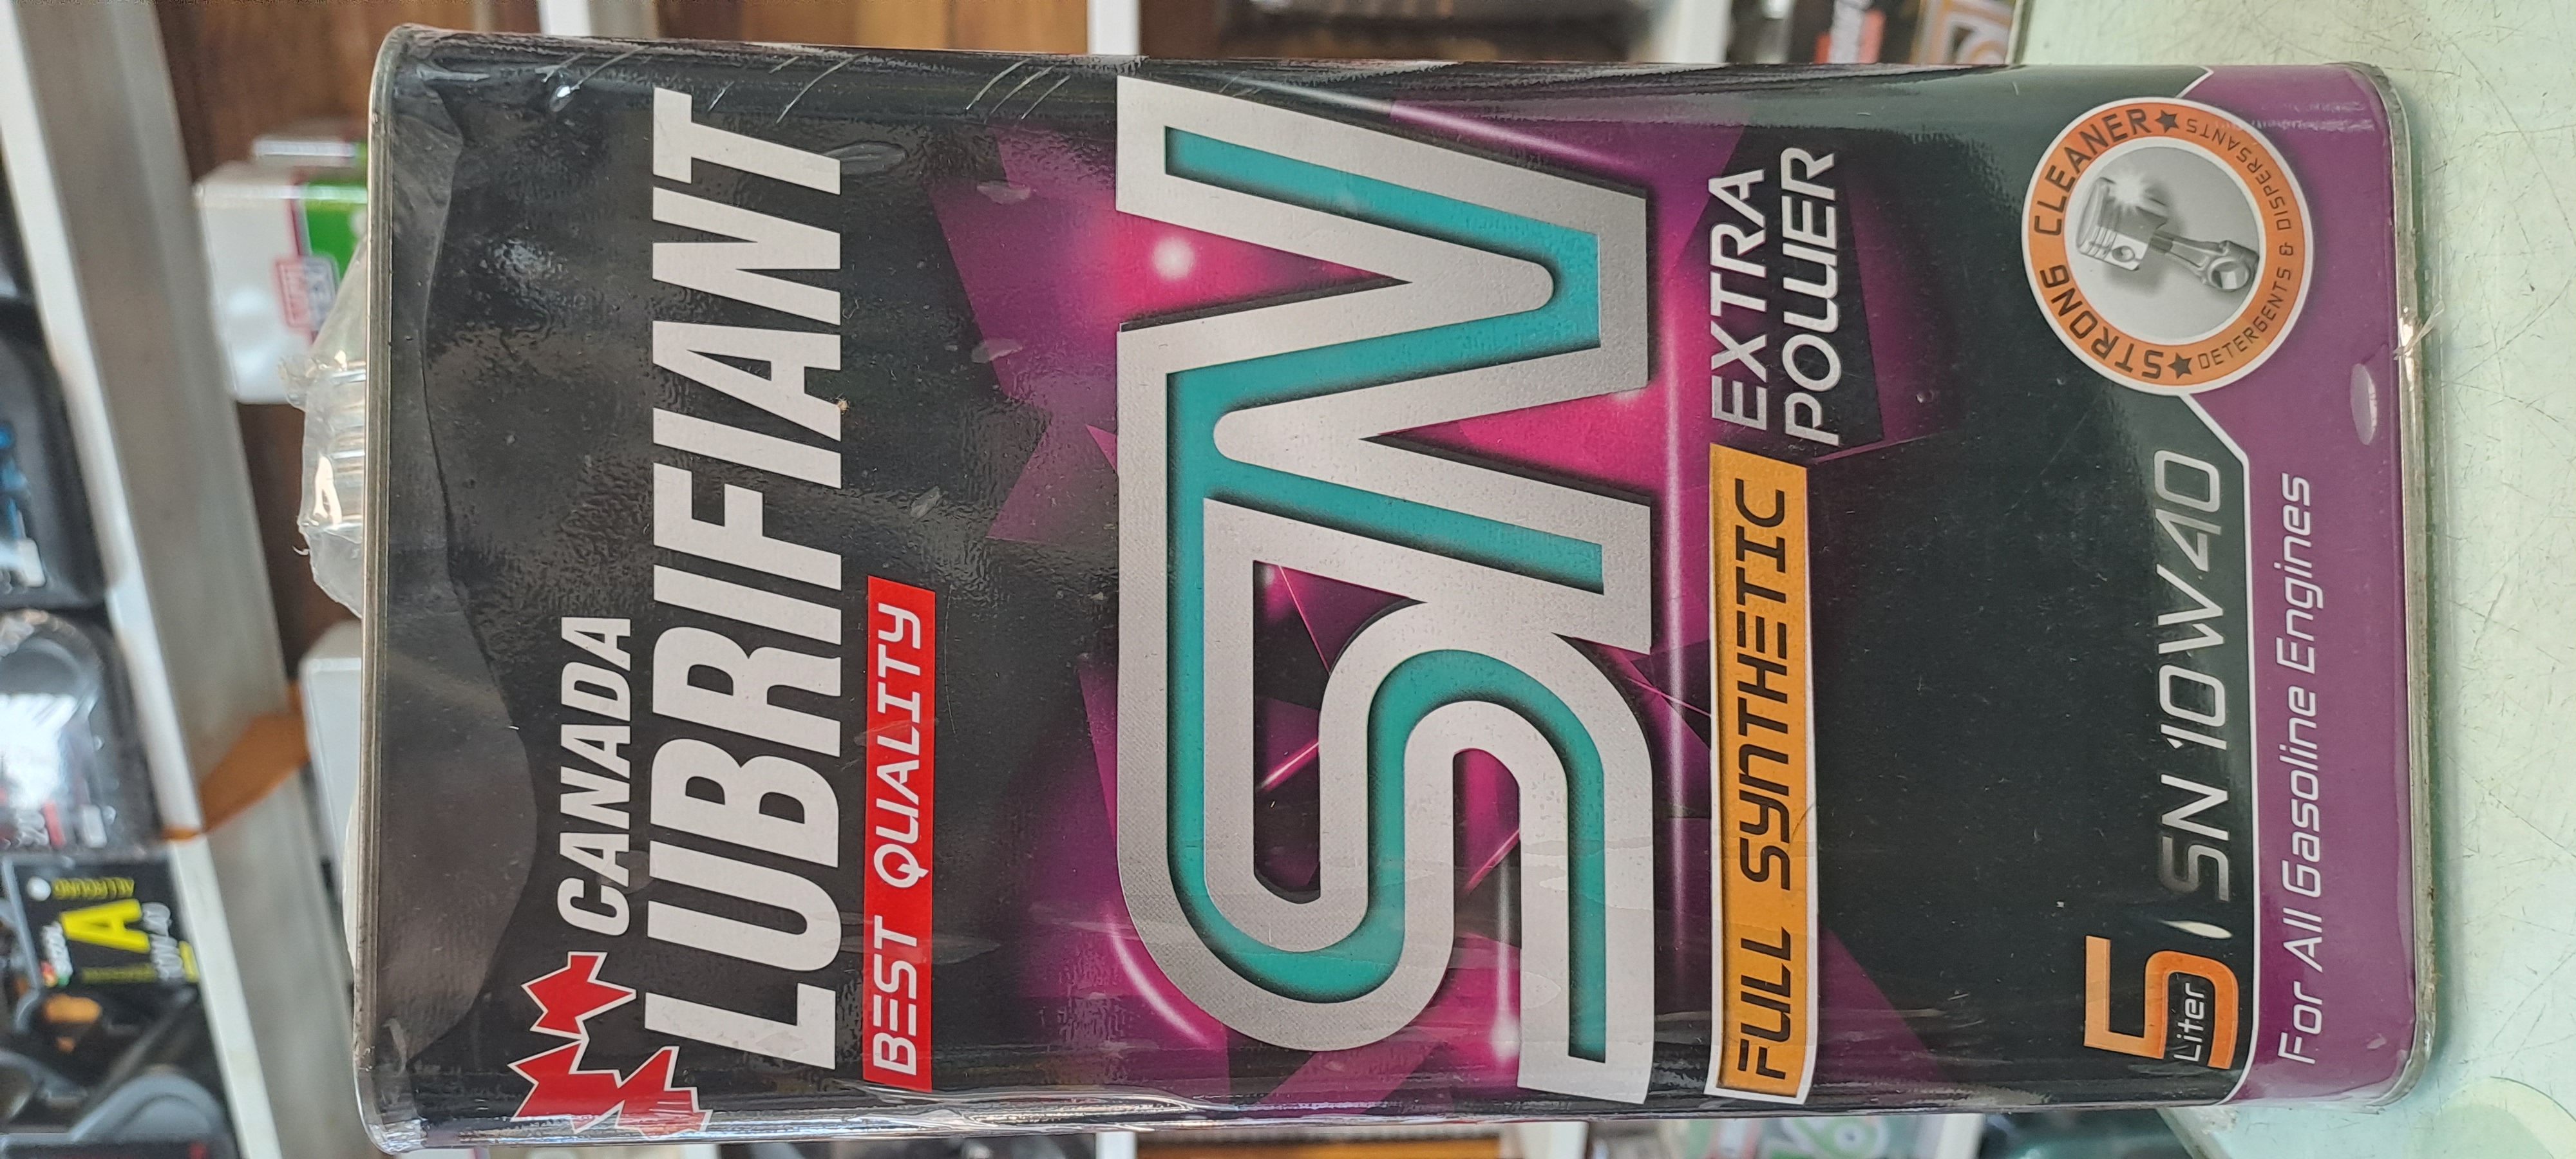 CANADA
LUBRIFIANT
BEST QUALITY
SN
FULL SYNTHETIC
EXTRA
POWER
STRONG CLEANER
DETERGENTS & DISPERSANTS
5
Liter
SN 10W40
For All Gasoline Engines
A
ALLROUND